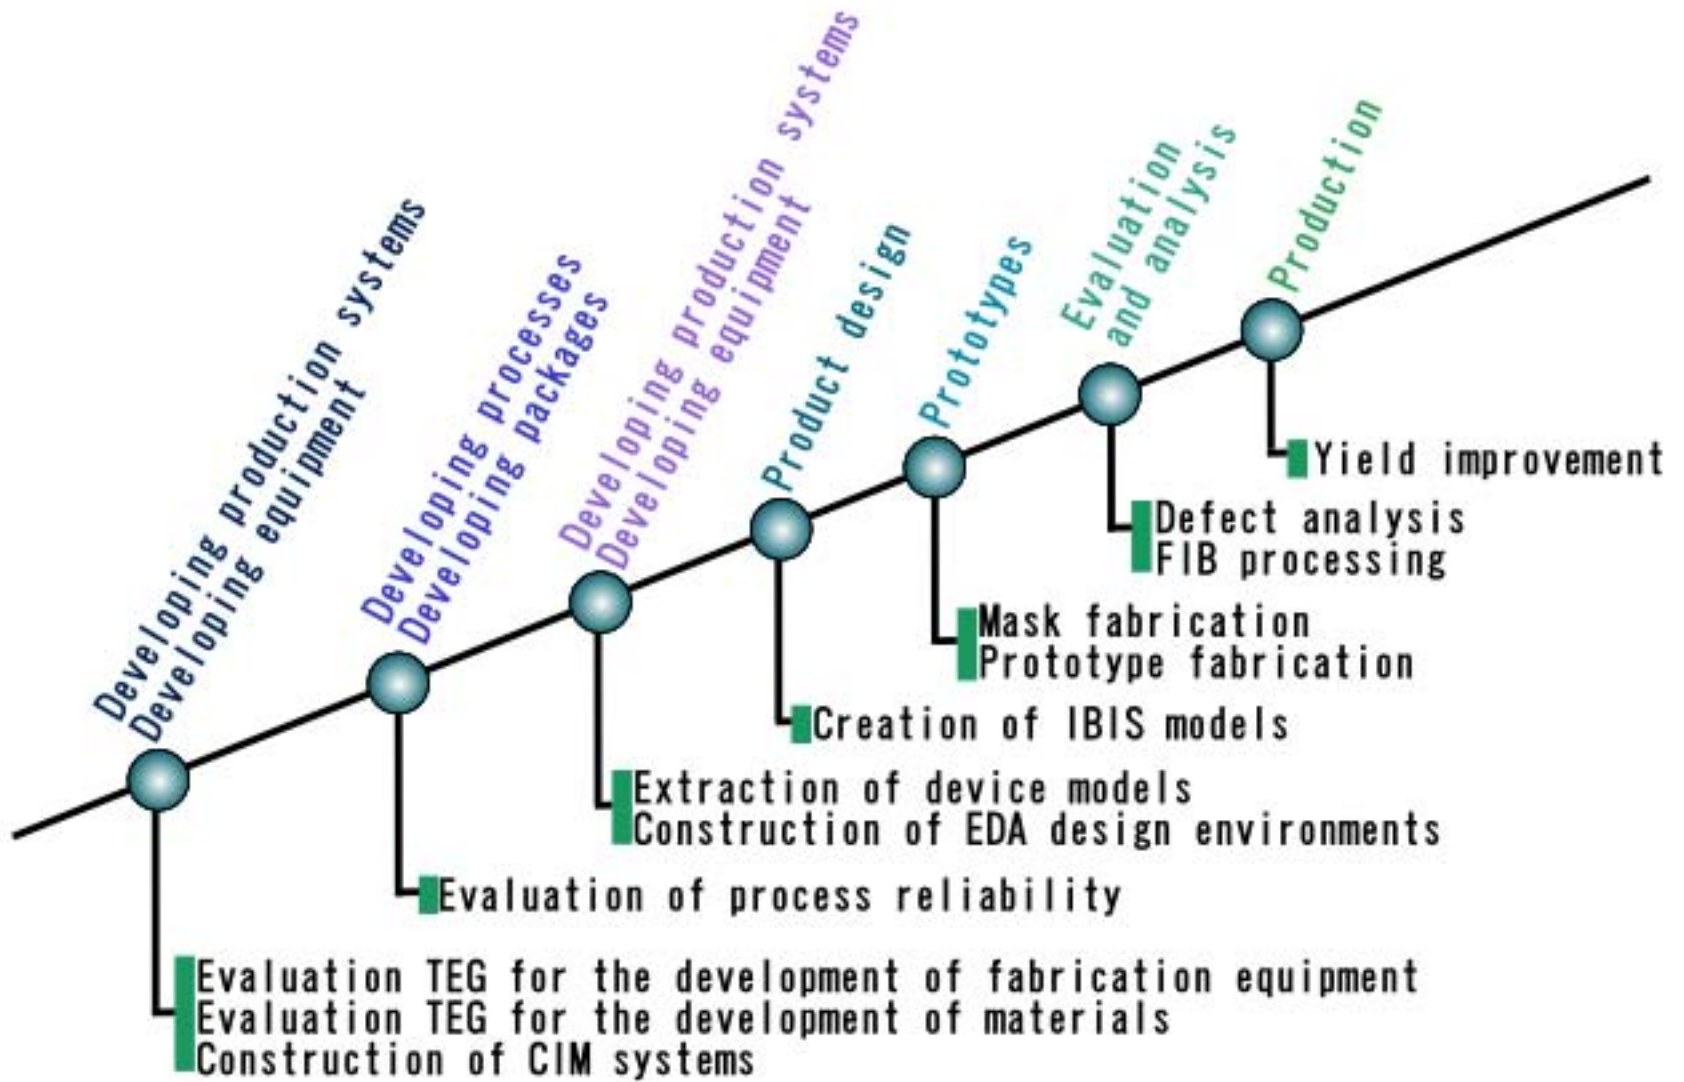 Developing production systems
Developing equipment
Developing processes
Developing packages
Developing production systems
Developing equipment
Product design
Prototypes
Evaluation
and analysis
Production
Yield improvement
Defect analysis
FIB processing
Mask fabrication
Prototype fabrication
Creation of IBIS models
Extraction of device models
Construction of EDA design environments
Evaluation of process reliability
Evaluation TEG for the development of fabrication equipment
Evaluation TEG for the development of materials
Construction of CIM systems